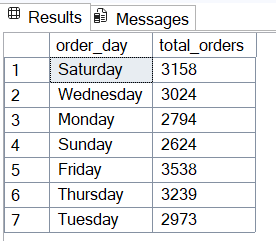 Results Messages
order_day total_orders
1 Saturday 3158
2 Wednesday 3024
3 Monday 2794
4 Sunday 2624
5 Friday 3538
6 Thursday 3239
7 Tuesday 2973